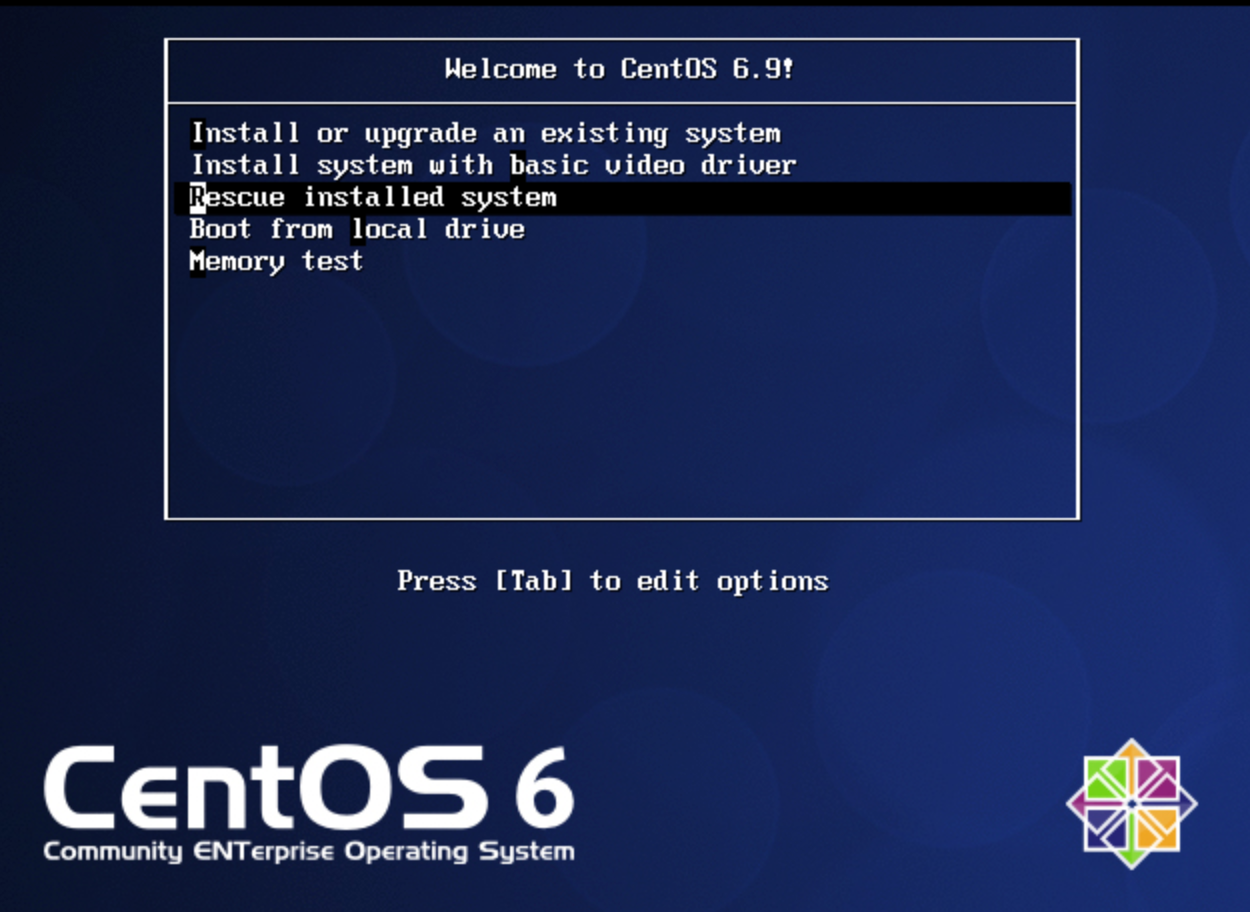 Welcome to CentOS 6.9!
Install or upgrade an existing system
Install system with basic video driver
Rescue installed system
Boot from local drive
Memory test
Press [Tab] to edit options
CentOS 6
Community ENTerprise Operating System